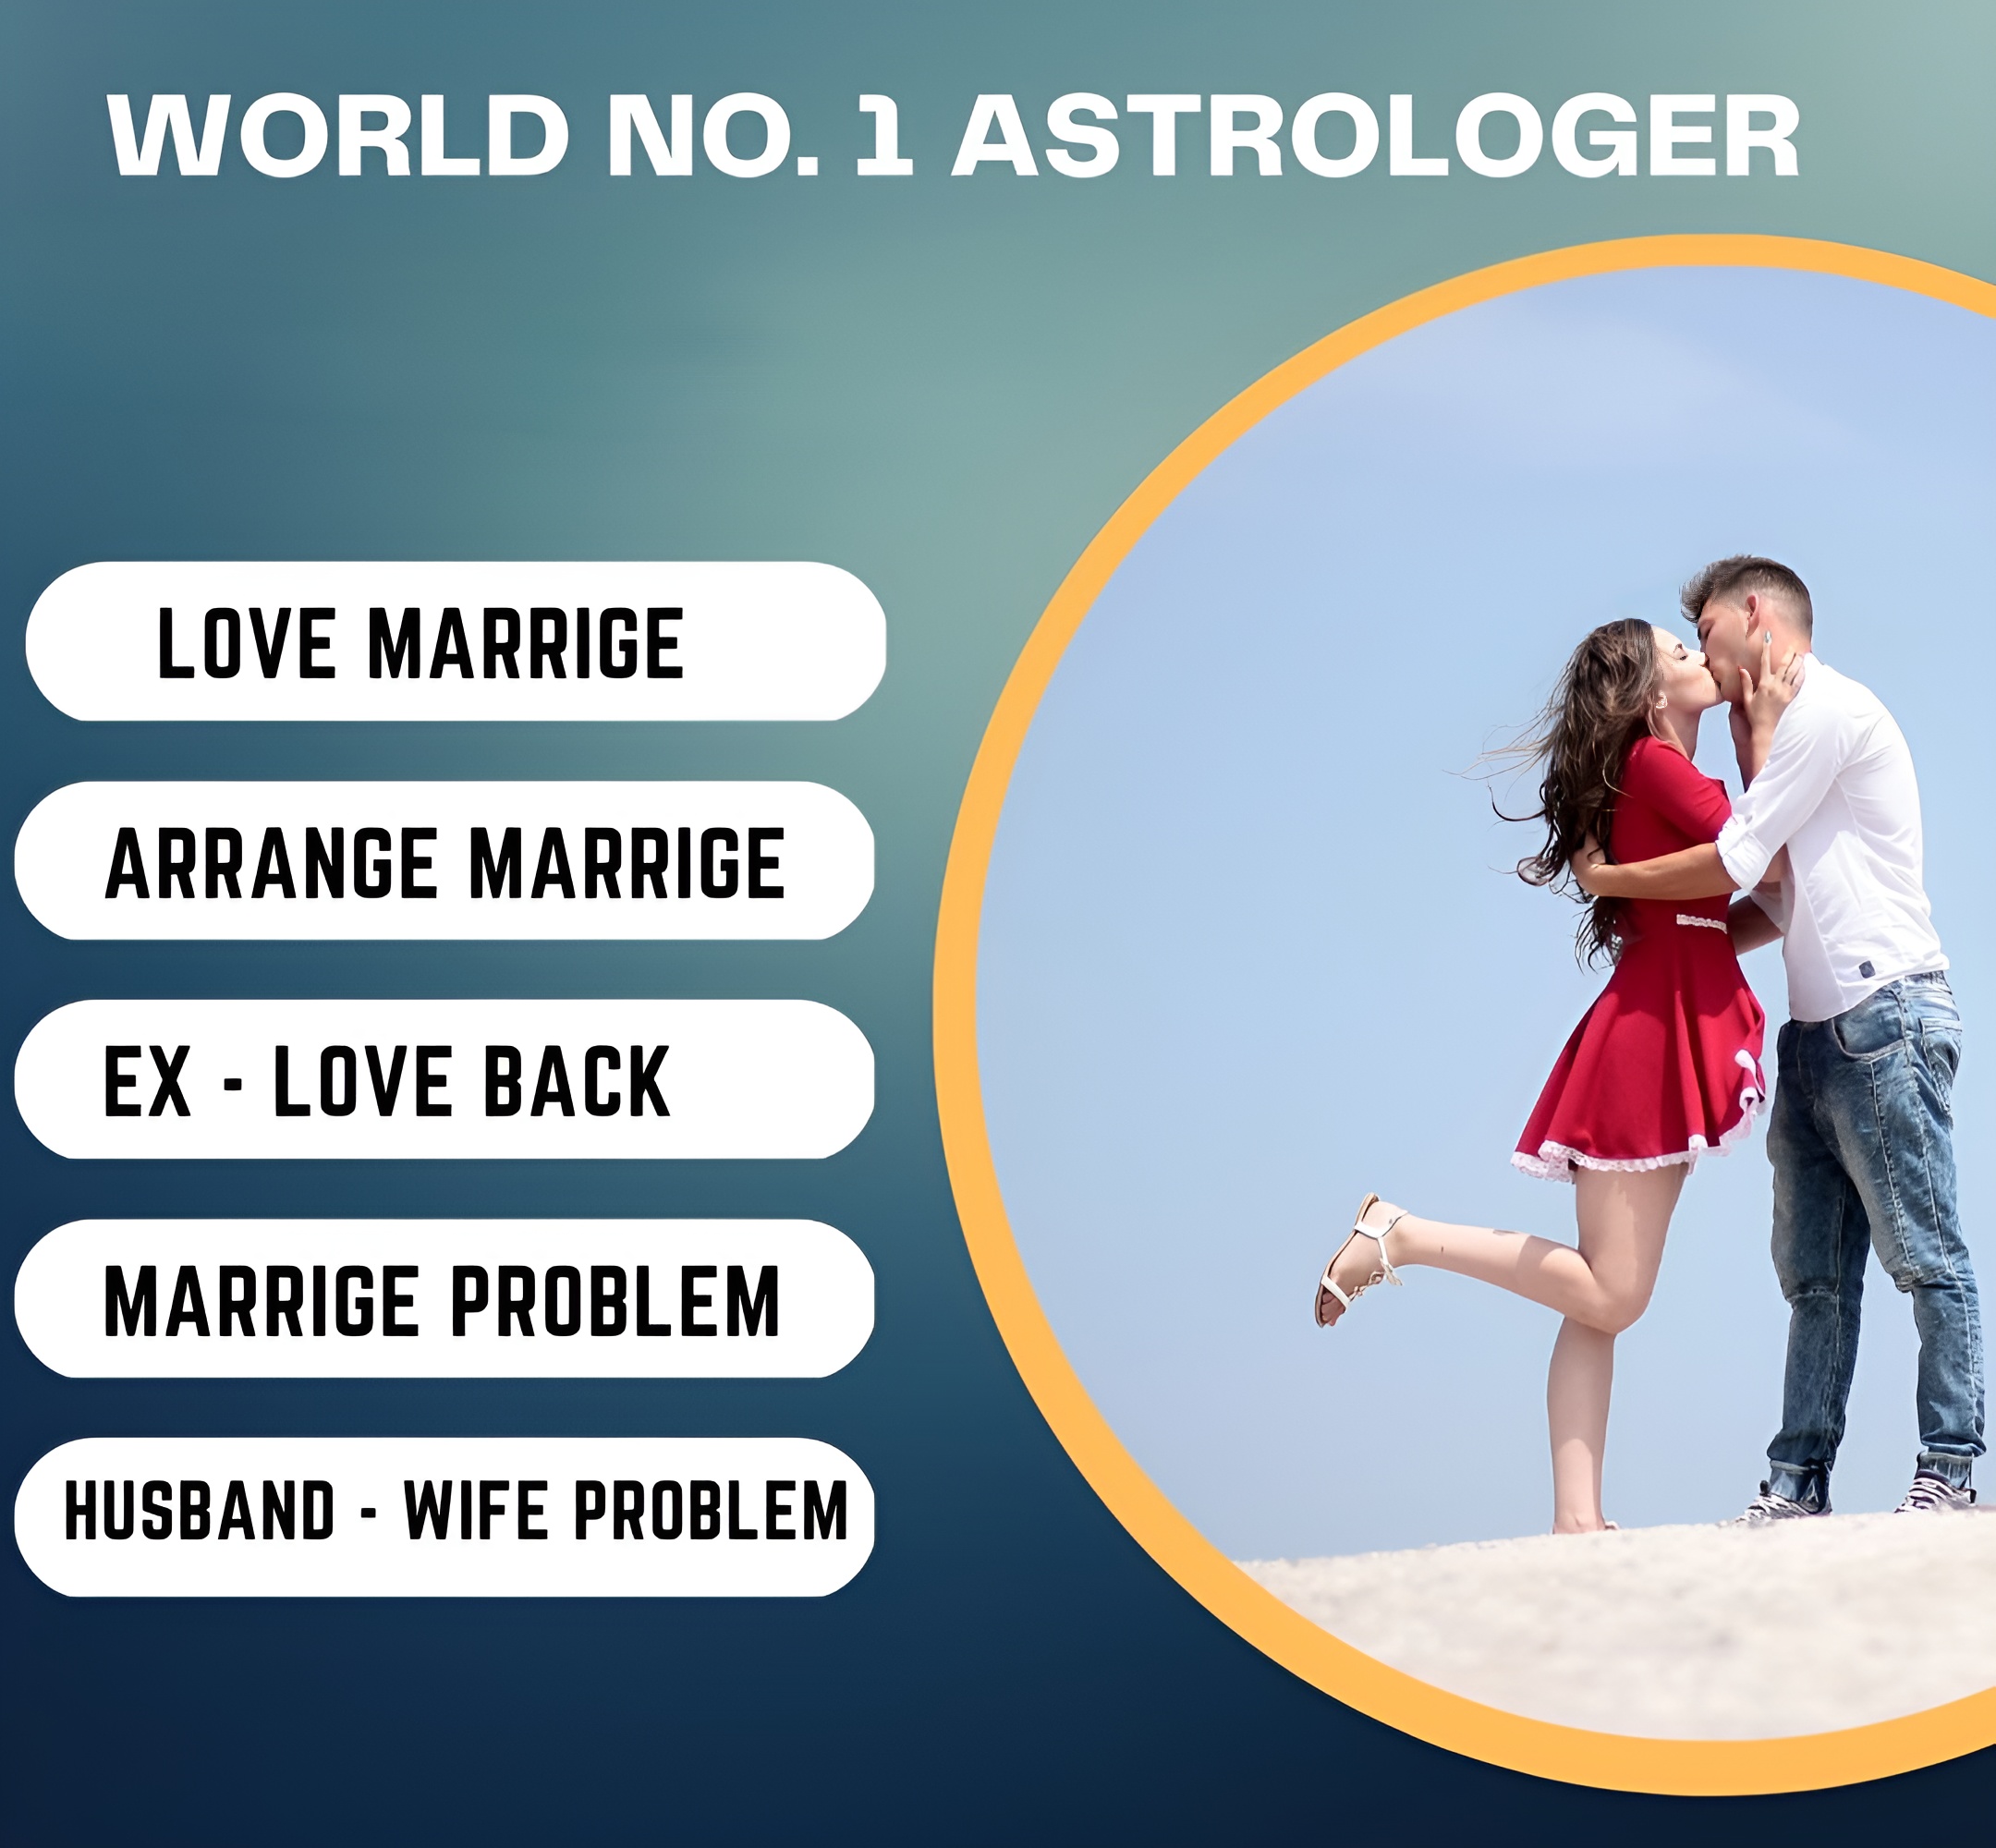 WORLD NO. 1 ASTROLOGER
LOVE MARRIGE
ARRANGE MARRIGE
EX - LOVE BACK
MARRIGE PROBLEM
HUSBAND - WIFE PROBLEM